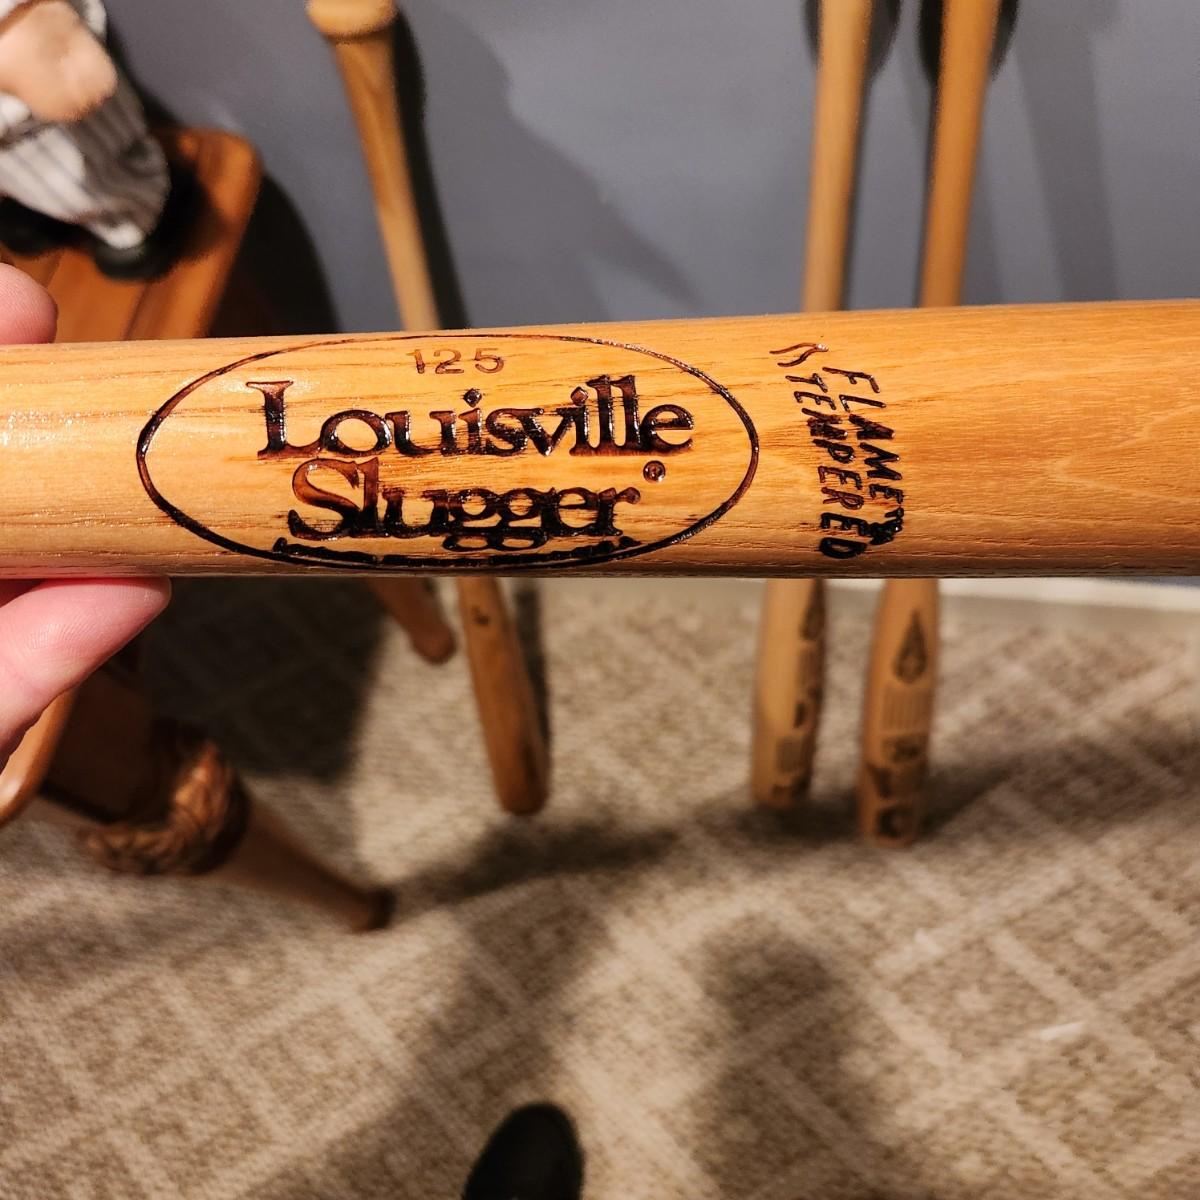 125
Louisville
Slugger®
FLAME
TEMPERED